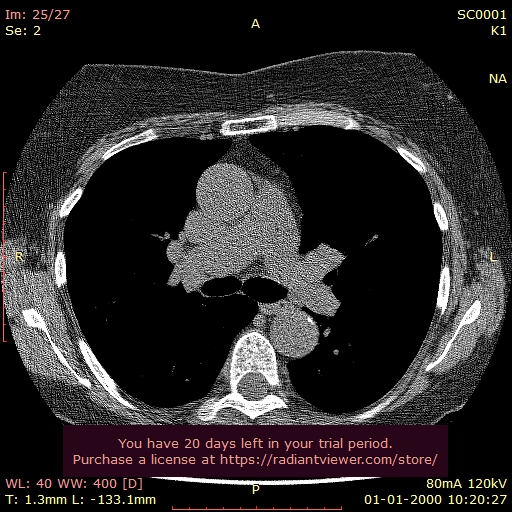 Im: 25/27
Se: 2
A
SC0001
K1
NA
R
L
You have 20 days left in your trial period.
Purchase a license at https://radiantviewer.com/store/
WL: 40 WW: 400 [D]
T: 1.3mm L: -133.1mm
P
80mA 120kV
01-01-2000 10:20:27